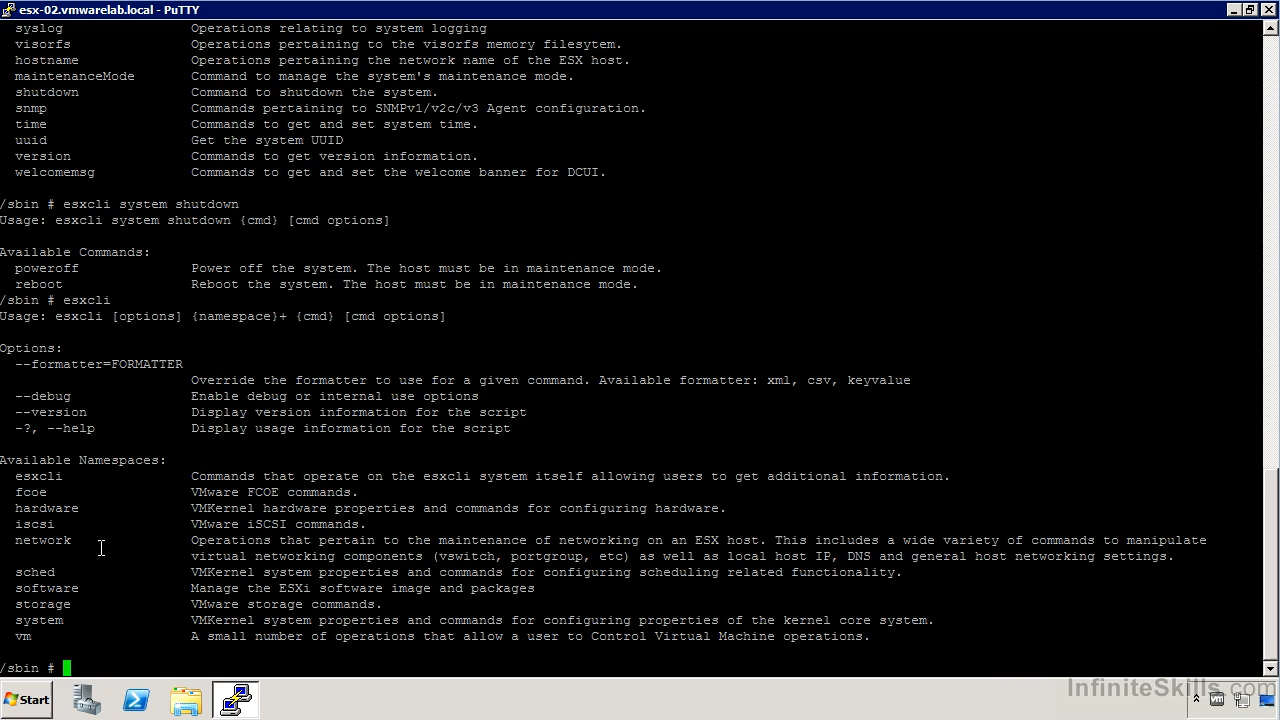 esx-02.vmwarelab.local - PuTTY
syslog Operations relating to system logging
visorfs Operations pertaining to the visorfs memory filesytem.
hostname Operations pertaining the network name of the ESX host.
maintenanceMode Command to manage the system's maintenance mode.
shutdown Command to shutdown the system.
snmp Commands pertaining to SNMPv1/v2c/v3 Agent configuration.
time Commands to get and set system time.
uuid Get the system UUID
version Commands to get version information.
welcomemsg Commands to get and set the welcome banner for DCUI.
/sbin # esxcli system shutdown
Usage: esxcli system shutdown {cmd} [cmd options]
Available Commands:
poweroff Power off the system. The host must be in maintenance mode.
reboot Reboot the system. The host must be in maintenance mode.
/sbin # esxcli
Usage: esxcli [options] {namespace}+ {cmd} [cmd options]
Options:
--formatter=FORMATTER
Override the formatter to use for a given command. Available formatter: xml, csv, keyvalue
--debug Enable debug or internal use options
--version Display version information for the script
-?, --help Display usage information for the script
Available Namespaces:
esxcli Commands that operate on the esxcli system itself allowing users to get additional information.
fcoe VMware FCOE commands.
hardware VMKernel hardware properties and commands for configuring hardware.
iscsi VMware iSCSI commands.
network Operations that pertain to the maintenance of networking on an ESX host. This includes a wide variety of commands to manipulate
virtual networking components (vswitch, portgroup, etc) as well as local host IP, DNS and general host networking settings.
sched VMKernel system properties and commands for configuring scheduling related functionality.
software Manage the ESXi software image and packages
storage VMware storage commands.
system VMKernel system properties and commands for configuring properties of the kernel core system.
vm A small number of operations that allow a user to Control Virtual Machine operations.
/sbin #
InfiniteSkills.com
Start